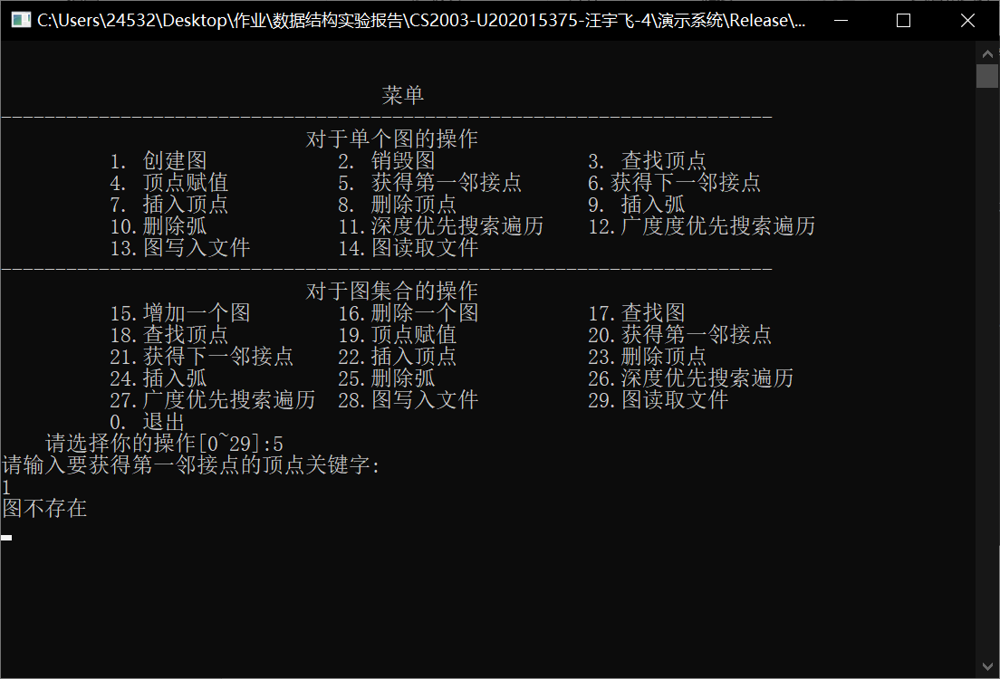 C:\Users\24532\Desktop\作业\数据结构实验报告\CS2003-U202015375-汪宇飞-4\演示系统\Release\...
菜单
-----------------------------------------------------------------------
对于单个图的操作
1. 创建图 2. 销毁图 3. 查找顶点
4. 顶点赋值 5. 获得第一邻接点 6.获得下一邻接点
7. 插入顶点 8. 删除顶点 9. 插入弧
10.删除弧 11.深度优先搜索遍历 12.广度度优先搜索遍历
13.图写入文件 14.图读取文件
-----------------------------------------------------------------------
对于图集合的操作
15.增加一个图 16.删除一个图 17.查找图
18.查找顶点 19.顶点赋值 20.获得第一邻接点
21.获得下一邻接点 22.插入顶点 23.删除顶点
24.插入弧 25.删除弧 26.深度优先搜索遍历
27.广度优先搜索遍历 28.图写入文件 29.图读取文件
0. 退出
请选择你的操作[0~29]:5
请输入要获得第一邻接点的顶点关键字:
1
图不存在